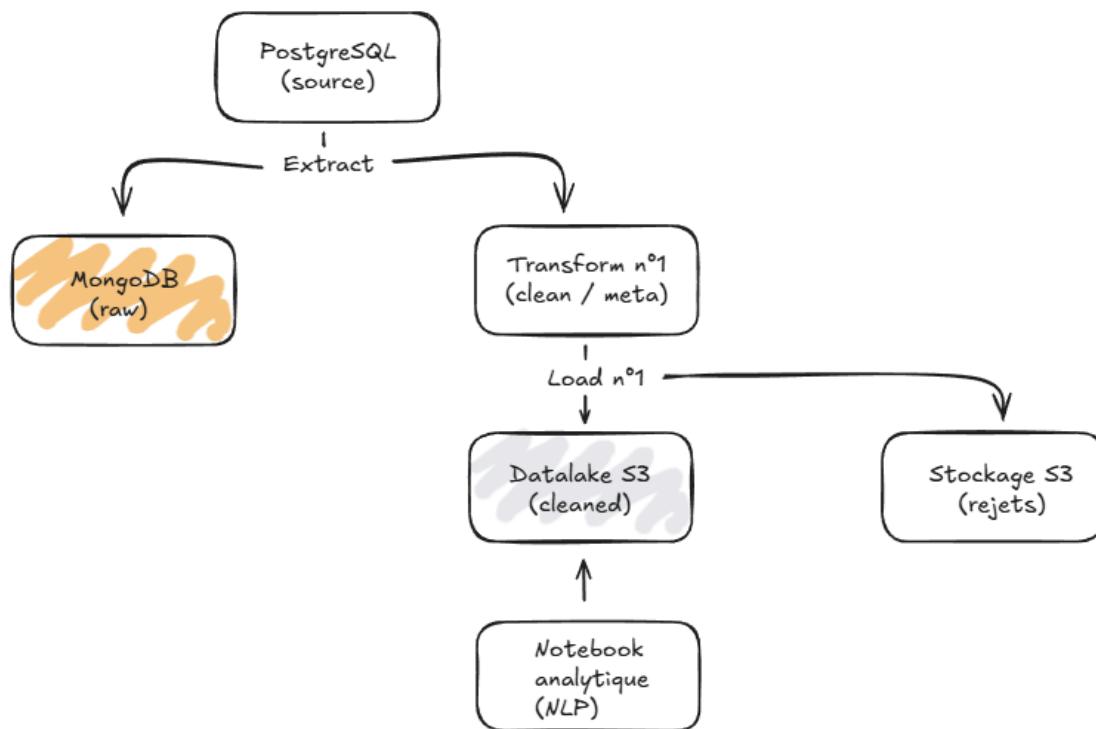 PostgreSQL
(source)
Extract
MongoDB
(raw)
Transform n°1
(clean / meta)
Load n°1
Datalake S3
(cleaned)
Stockage S3
(rejets)
Notebook
analytique
(NLP)